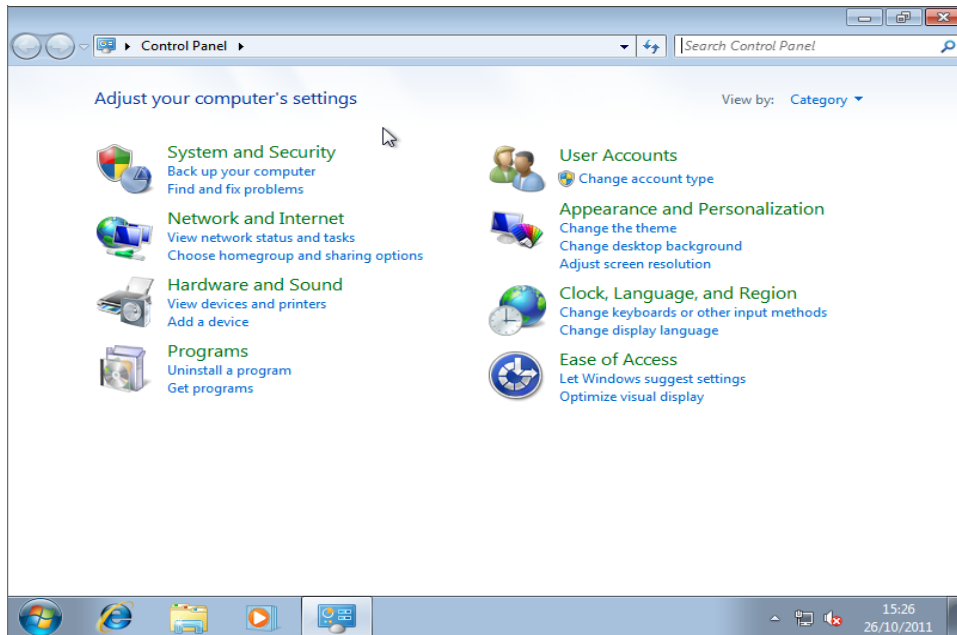 Control Panel
Search Control Panel
Adjust your computer's settings
View by: Category
System and Security
Back up your computer
Find and fix problems
Network and Internet
View network status and tasks
Choose homegroup and sharing options
Hardware and Sound
View devices and printers
Add a device
Programs
Uninstall a program
Get programs
User Accounts
Change account type
Appearance and Personalization
Change the theme
Change desktop background
Adjust screen resolution
Clock, Language, and Region
Change keyboards or other input methods
Change display language
Ease of Access
Let Windows suggest settings
Optimize visual display
15:26
26/10/2011